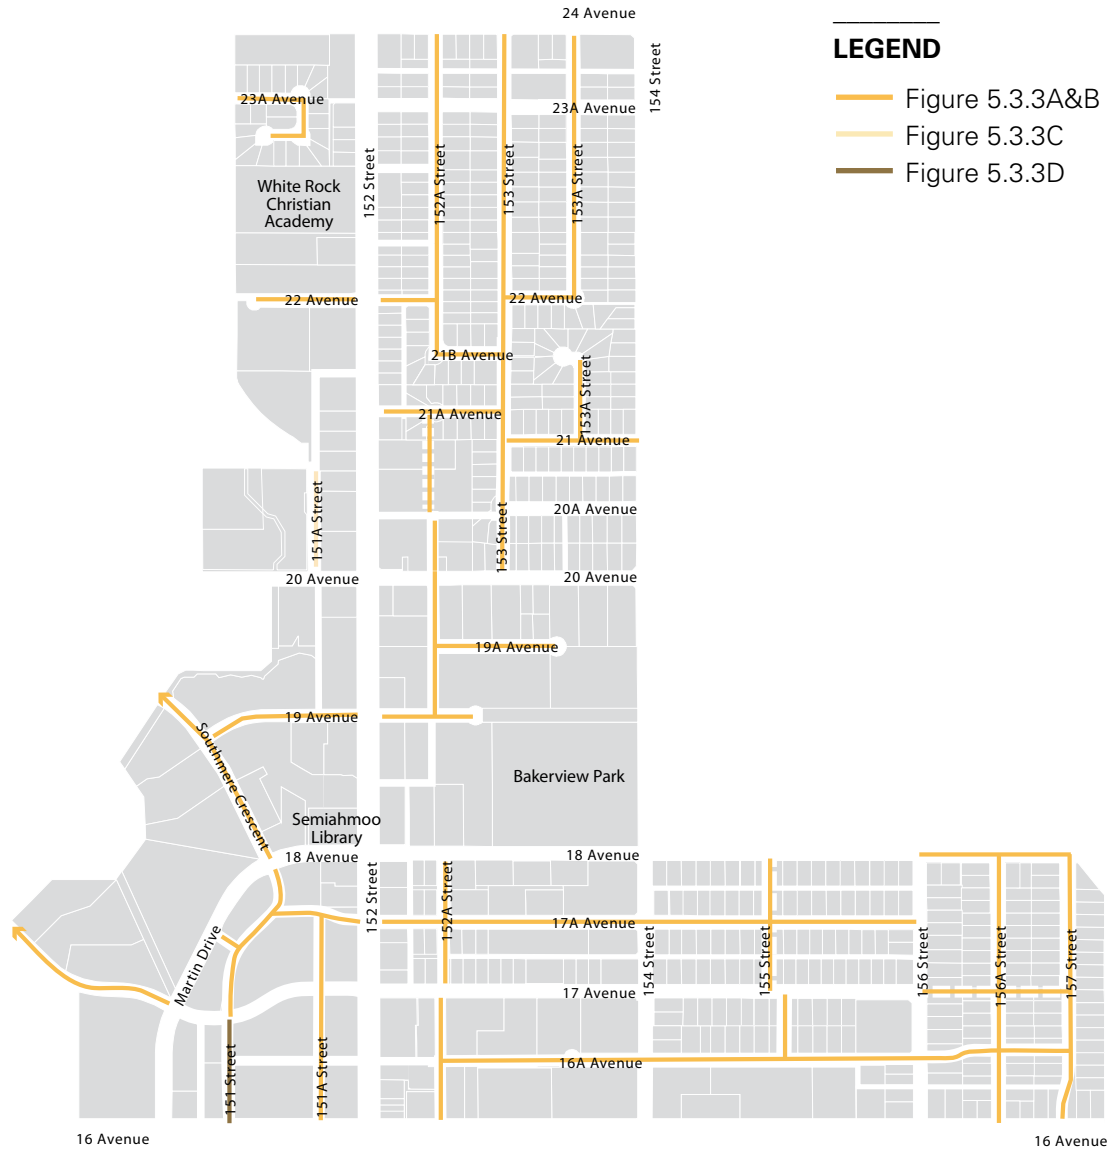 24 Avenue
LEGEND
154 Street
Figure 5.3.3A&B
23A Avenue
23A Avenue
Figure 5.3.3C
Figure 5.3.3D
152 Street
152A Street
153 Street
153A Street
White Rock
Christian
Academy
22 Avenue
22 Avenue
21B Avenue
153A Street
21A Avenue
21 Avenue
151A Street
20A Avenue
153 Street
20 Avenue
20 Avenue
19A Avenue
19 Avenue
Southmere Crescent
Bakerview Park
Semiahmoo
Library
18 Avenue
18 Avenue
152 Street
152A Street
17A Avenue
Martin Drive
154 Street
155 Street
156 Street
156A Street
157 Street
17 Avenue
16A Avenue
151 Street
151A Street
16 Avenue
16 Avenue